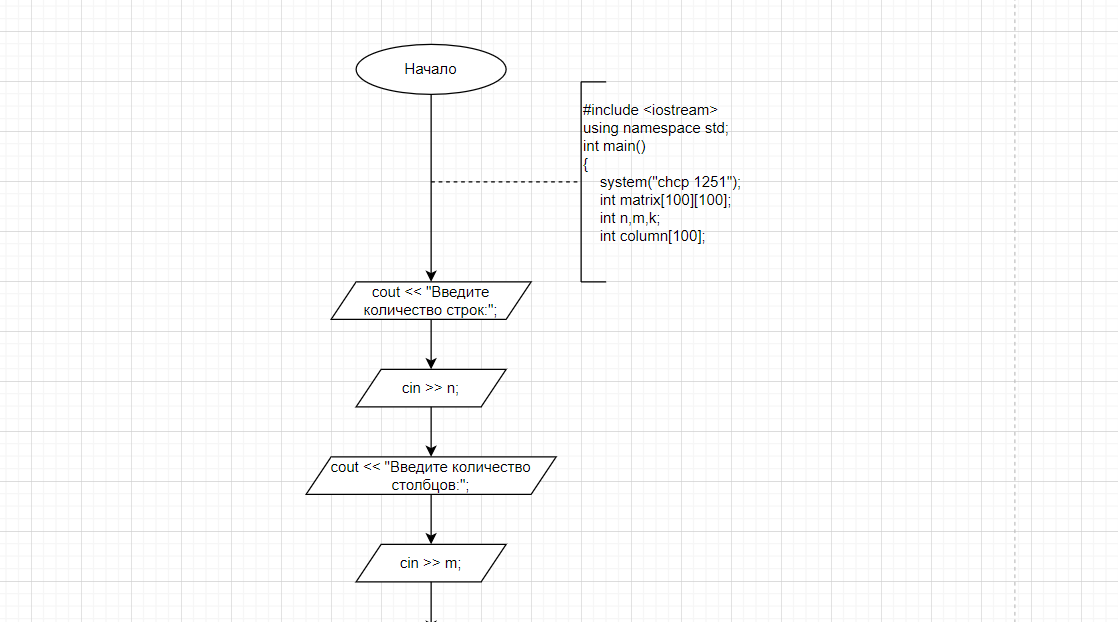 Начало
#include <iostream>
using namespace std;
int main()
{
system("chcp 1251");
int matrix[100][100];
int n,m,k;
int column[100];
cout << "Введите
количество строк:";
cin >> n;
cout << "Введите количество
столбцов:";
cin >> m;